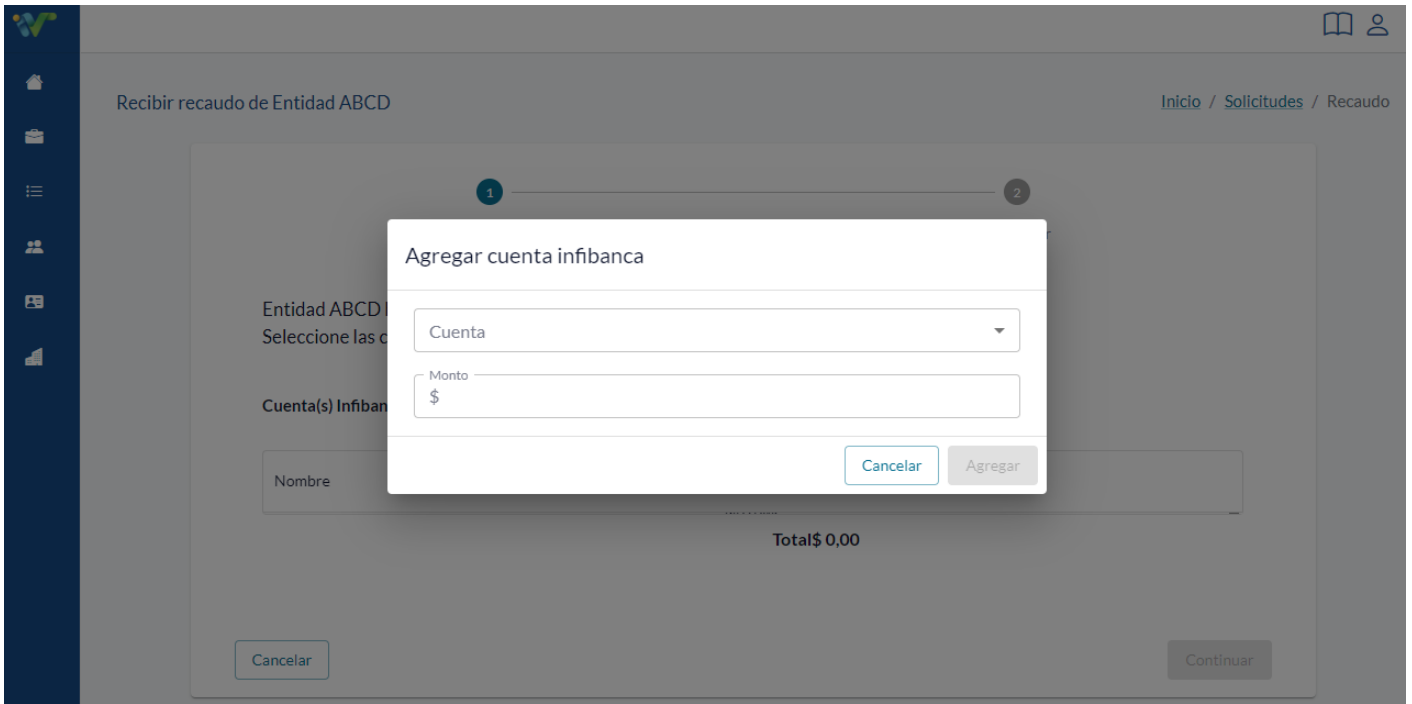 Recibir recaudo de Entidad ABCD
Inicio / Solicitudes / Recaudo
1
2
Agregar cuenta infibanca
Entidad ABCD
Seleccione las c
Cuenta
Monto
$
Cuenta(s) Infiban
Cancelar
Agregar
Nombre
Total$ 0,00
Cancelar
Continuar